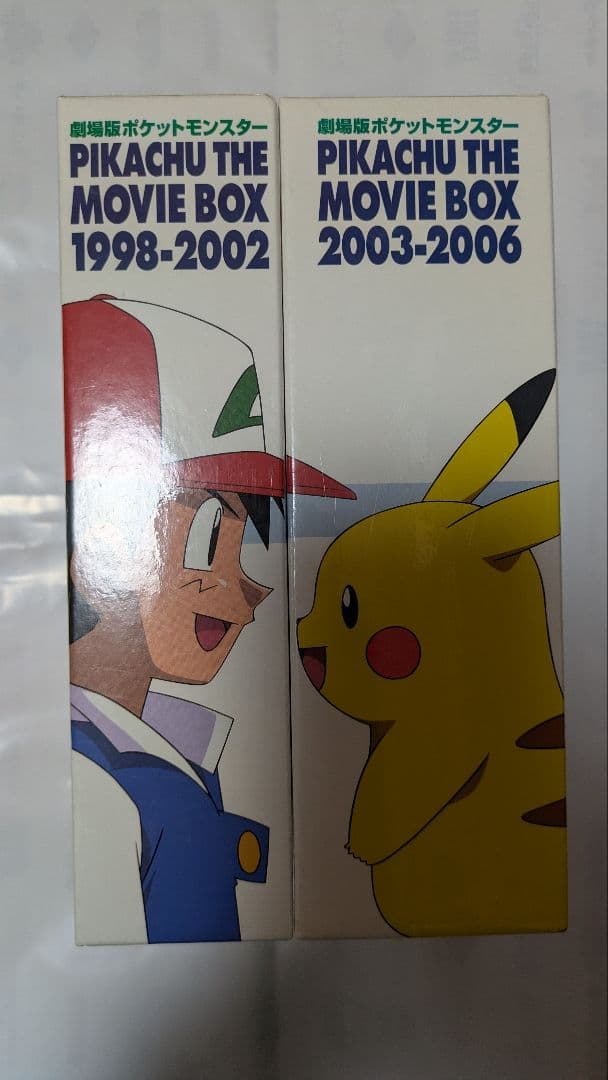 劇場版ポケットモンスター
PIKACHU THE
MOVIE BOX
1998-2002
劇場版ポケットモンスター
PIKACHU THE
MOVIE BOX
2003-2006